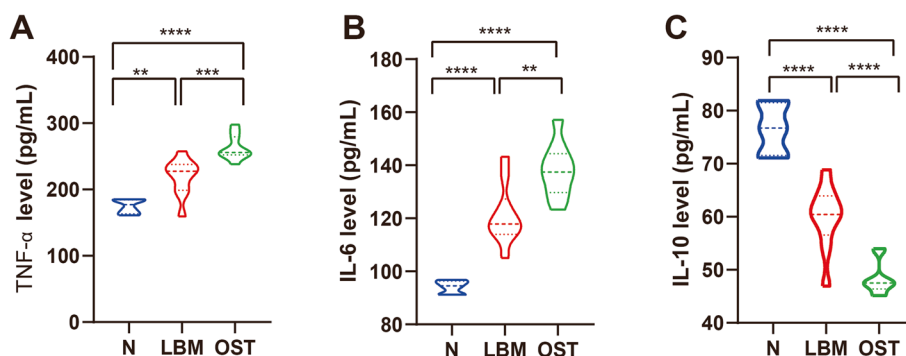 A
TNF-α level (pg/mL)
400
300
200
100
0
****
**
***
N LBM OST
B
IL-6 level (pg/mL)
180
160
140
120
100
80
****
****
**
N LBM OST
C
IL-10 level (pg/mL)
90
80
70
60
50
40
****
****
****
N LBM OST